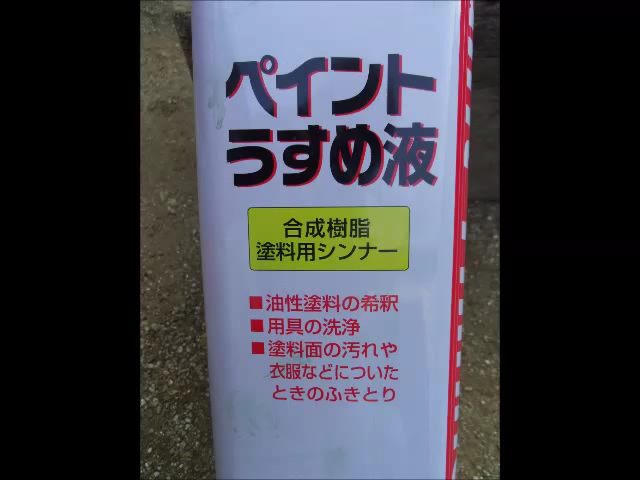 ペイント
うすめ液
合成樹脂
塗料用シンナー
■油性塗料の希釈
■用具の洗浄
■塗料面の汚れや
衣服などについた
ときのふきとり